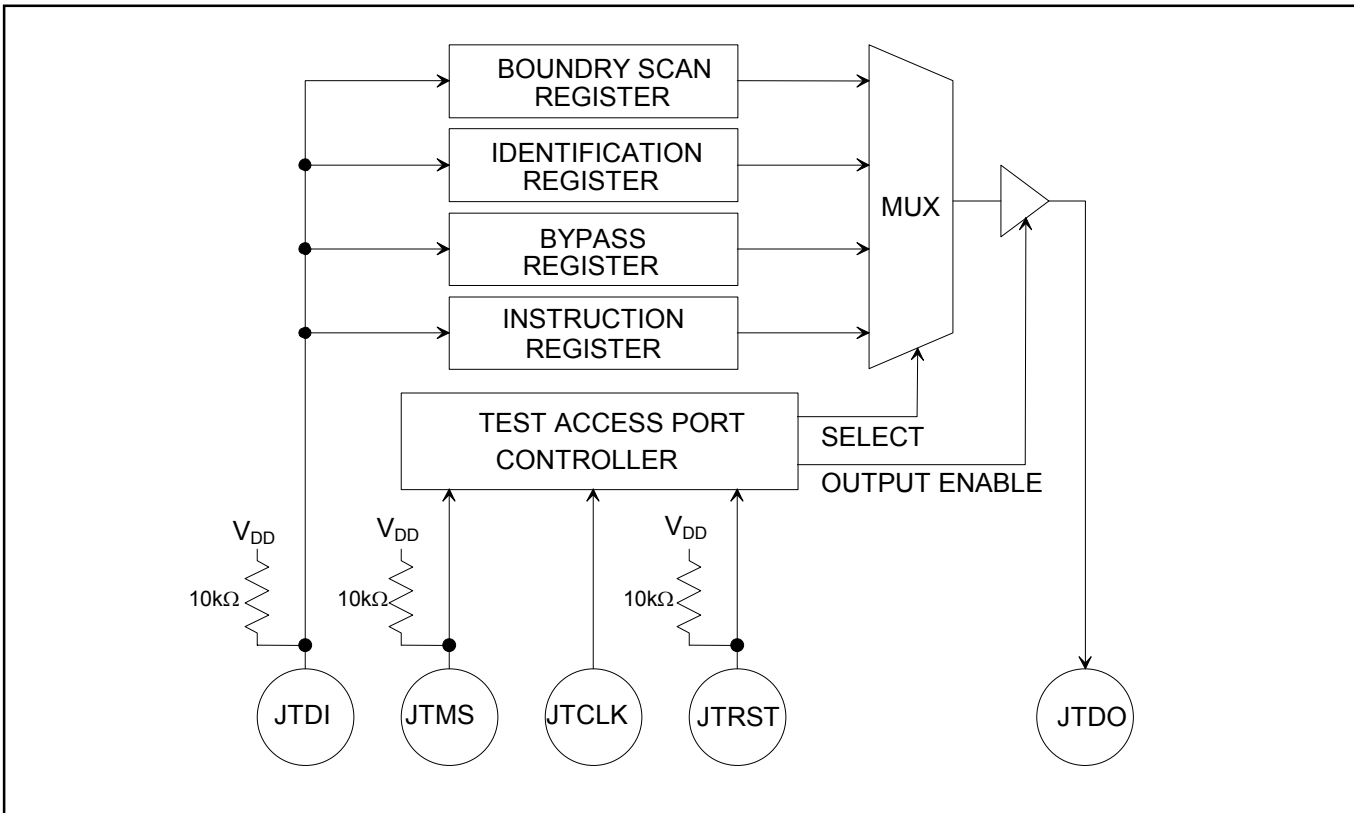 BOUNDRY SCAN
REGISTER
IDENTIFICATION
REGISTER
BYPASS
REGISTER
INSTRUCTION
REGISTER
MUX
TEST ACCESS PORT
CONTROLLER
SELECT
OUTPUT ENABLE
VDD
10kΩ
VDD
10kΩ
VDD
10kΩ
JTDI
JTMS
JTCLK
JTRST
JTDO